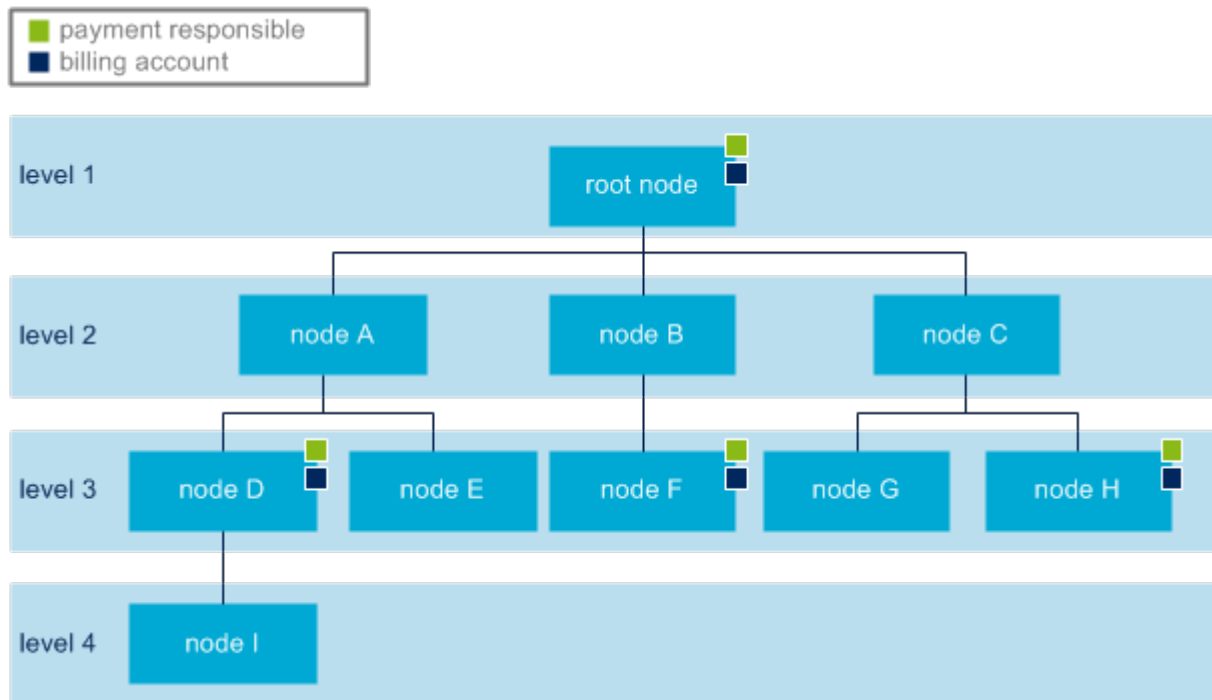 payment responsible
billing account
level 1
root node
level 2
node A
node B
node C
level 3
node D
node E
node F
node G
node H
level 4
node I